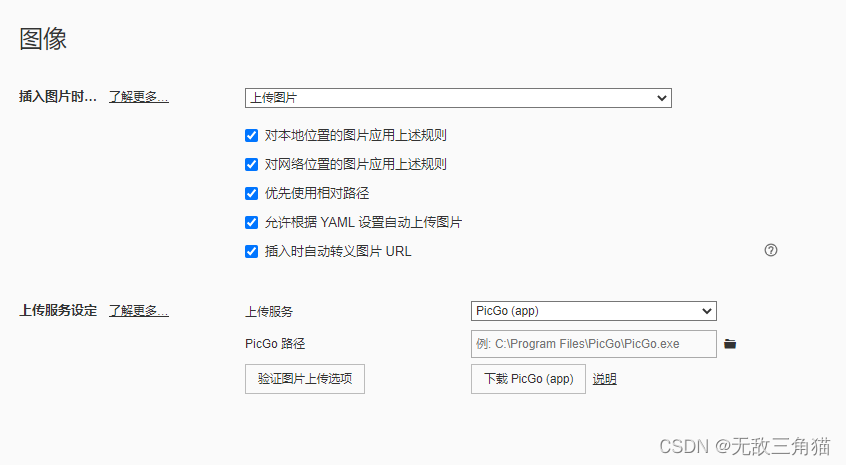 图像
插入图片时... 了解更多... 上传图片
对本地位置的图片应用上述规则
对网络位置的图片应用上述规则
优先使用相对路径
允许根据 YAML 设置自动上传图片
插入时自动转义图片 URL
上传服务设定 了解更多... 上传服务 PicGo (app)
PicGo 路径 例: C:\Program Files\PicGo\PicGo.exe
验证图片上传选项 下载 PicGo (app) 说明
CSDN @无敌三角猫